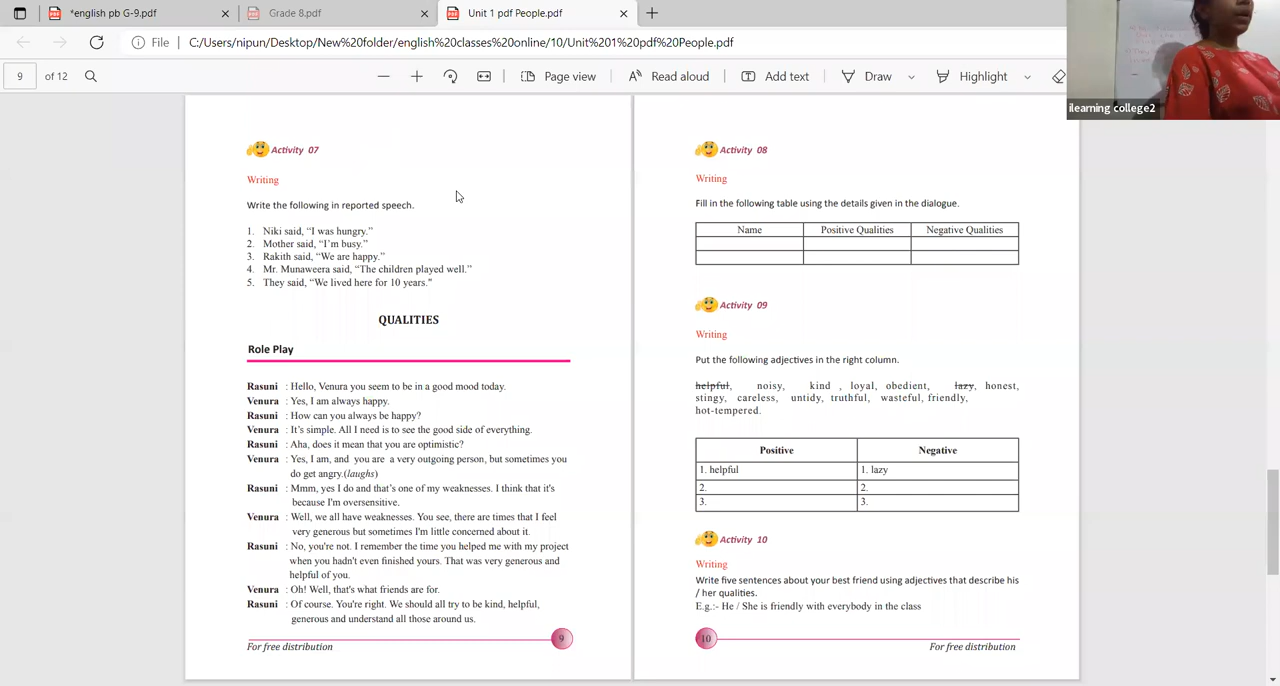 *english pb G-9.pdf
Grade 8.pdf
Unit 1 pdf People.pdf
File
C:/Users/nipun/Desktop/New%20folder/english%20classes%20online/10/Unit%201%20pdf%20People.pdf
9 of 12
Page view
Read aloud
Add text
Draw
Highlight
ilearning college2
Activity 07
Writing
Write the following in reported speech.
1. Niki said, “I was hungry.”
2. Mother said, “I’m busy.”
3. Rakith said, “We are happy.”
4. Mr. Munaweera said, “The children played well.”
5. They said, “We lived here for 10 years."
QUALITIES
Role Play
Rasuni : Hello, Venura you seem to be in a good mood today.
Venura : Yes, I am always happy.
Rasuni : How can you always be happy?
Venura : It’s simple. All I need is to see the good side of everything.
Rasuni : Aha, does it mean that you are optimistic?
Venura : Yes, I am, and you are a very outgoing person, but sometimes you
do get angry.(laughs)
Rasuni : Mmm, yes I do and that’s one of my weaknesses. I think that it's
because I'm oversensitive.
Venura : Well, we all have weaknesses. You see, there are times that I feel
very generous but sometimes I'm little concerned about it.
Rasuni : No, you're not. I remember the time you helped me with my project
when you hadn't even finished yours. That was very generous and
helpful of you.
Venura : Oh! Well, that's what friends are for.
Rasuni : Of course. You're right. We should all try to be kind, helpful,
generous and understand all those around us.
9
For free distribution
Activity 08
Writing
Fill in the following table using the details given in the dialogue.
Name Positive Qualities Negative Qualities
Activity 09
Writing
Put the following adjectives in the right column.
helpful, noisy, kind , loyal, obedient, lazy, honest,
stingy, careless, untidy, truthful, wasteful, friendly,
hot-tempered.
Positive Negative
1. helpful 1. lazy
2. 2.
3. 3.
Activity 10
Writing
Write five sentences about your best friend using adjectives that describe his
/ her qualities.
E.g.:- He / She is friendly with everybody in the class
10
For free distribution